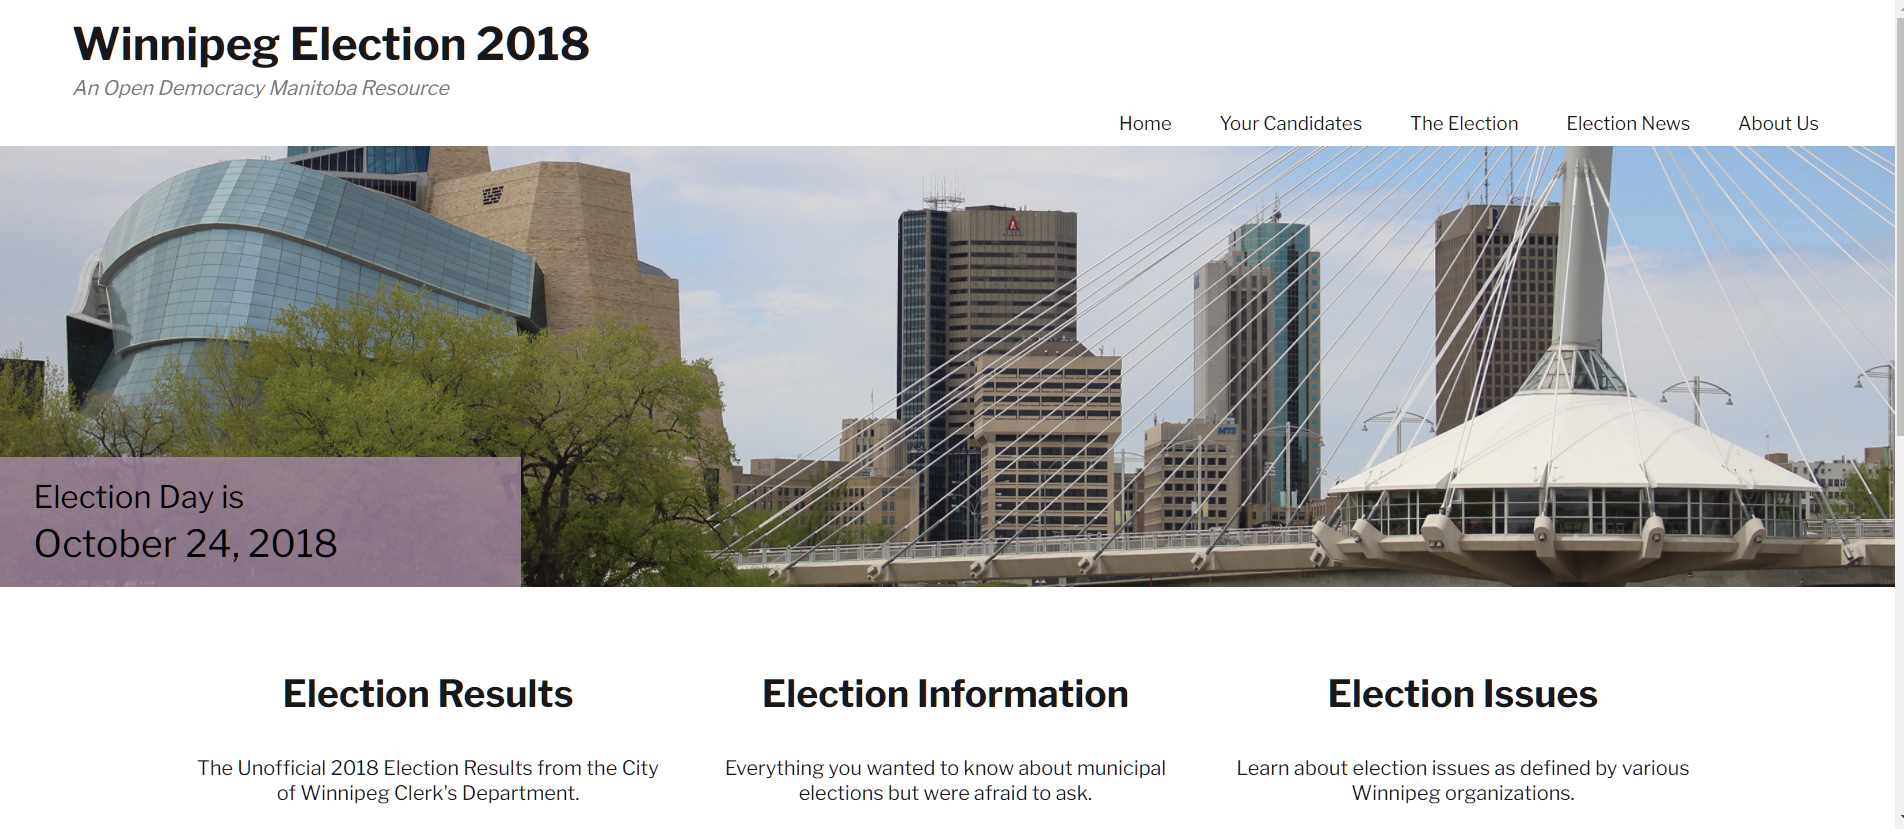 Winnipeg Election 2018
An Open Democracy Manitoba Resource
Home Your Candidates The Election Election News About Us
MTS
Election Day is
October 24, 2018
Election Results Election Information Election Issues
The Unofficial 2018 Election Results from the City
of Winnipeg Clerk's Department.
Everything you wanted to know about municipal
elections but were afraid to ask.
Learn about election issues as defined by various
Winnipeg organizations.